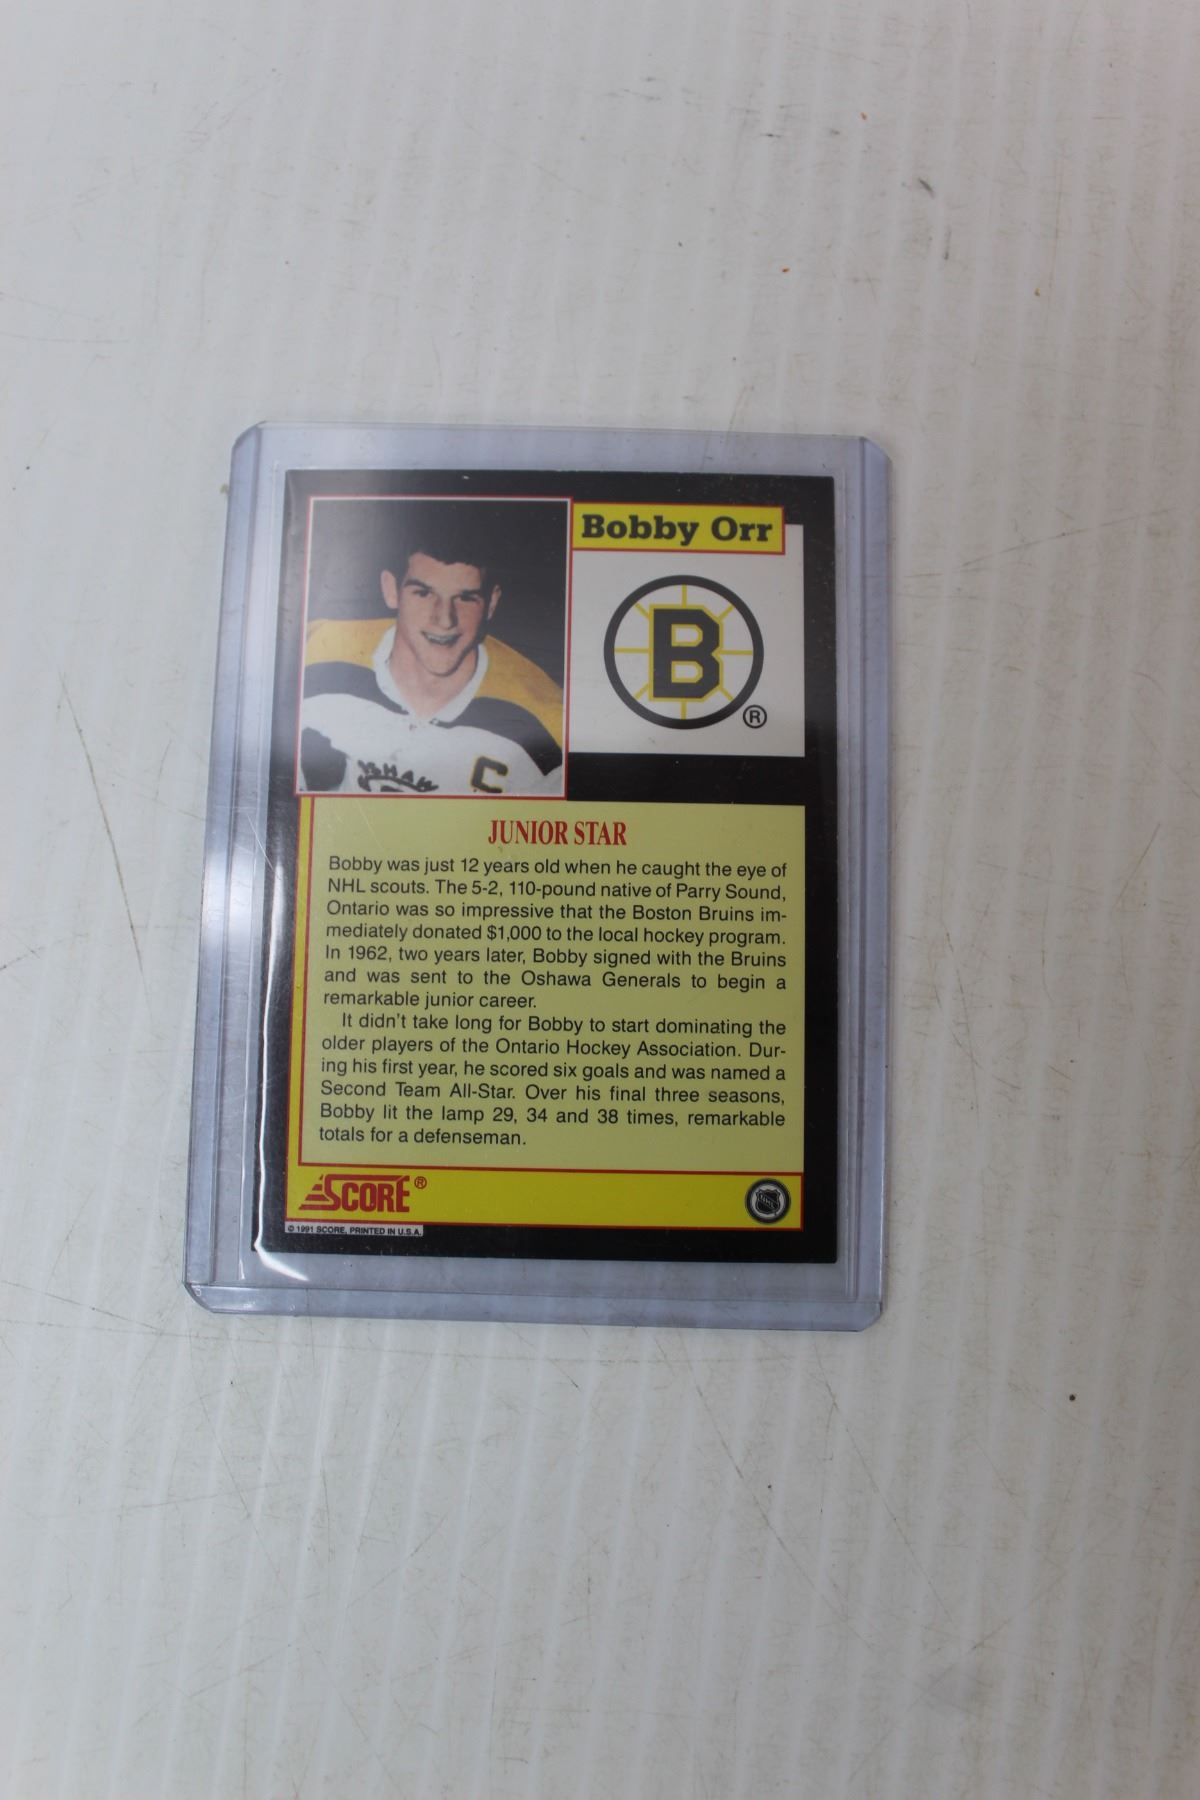 Bobby Orr
B
®
SHAW
C
JUNIOR STAR
Bobby was just 12 years old when he caught the eye of
NHL scouts. The 5-2, 110-pound native of Parry Sound,
Ontario was so impressive that the Boston Bruins im-
mediately donated $1,000 to the local hockey program.
In 1962, two years later, Bobby signed with the Bruins
and was sent to the Oshawa Generals to begin a
remarkable junior career.
It didn't take long for Bobby to start dominating the
older players of the Ontario Hockey Association. Dur-
ing his first year, he scored six goals and was named a
Second Team All-Star. Over his final three seasons,
Bobby lit the lamp 29, 34 and 38 times, remarkable
totals for a defenseman.
SCORE®
NHL
© 1991 SCORE, PRINTED IN U.S.A.